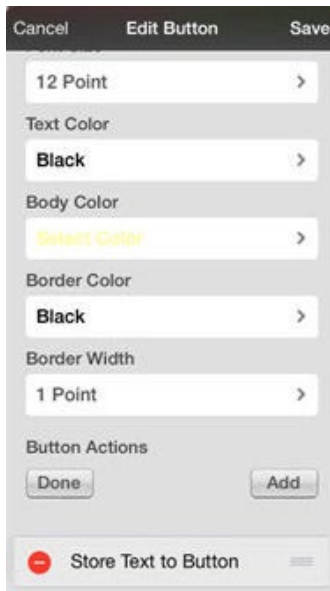 Cancel Edit Button Save
12 Point
Text Color
Black
Body Color
Select Color
Border Color
Black
Border Width
1 Point
Button Actions
Done Add
Store Text to Button